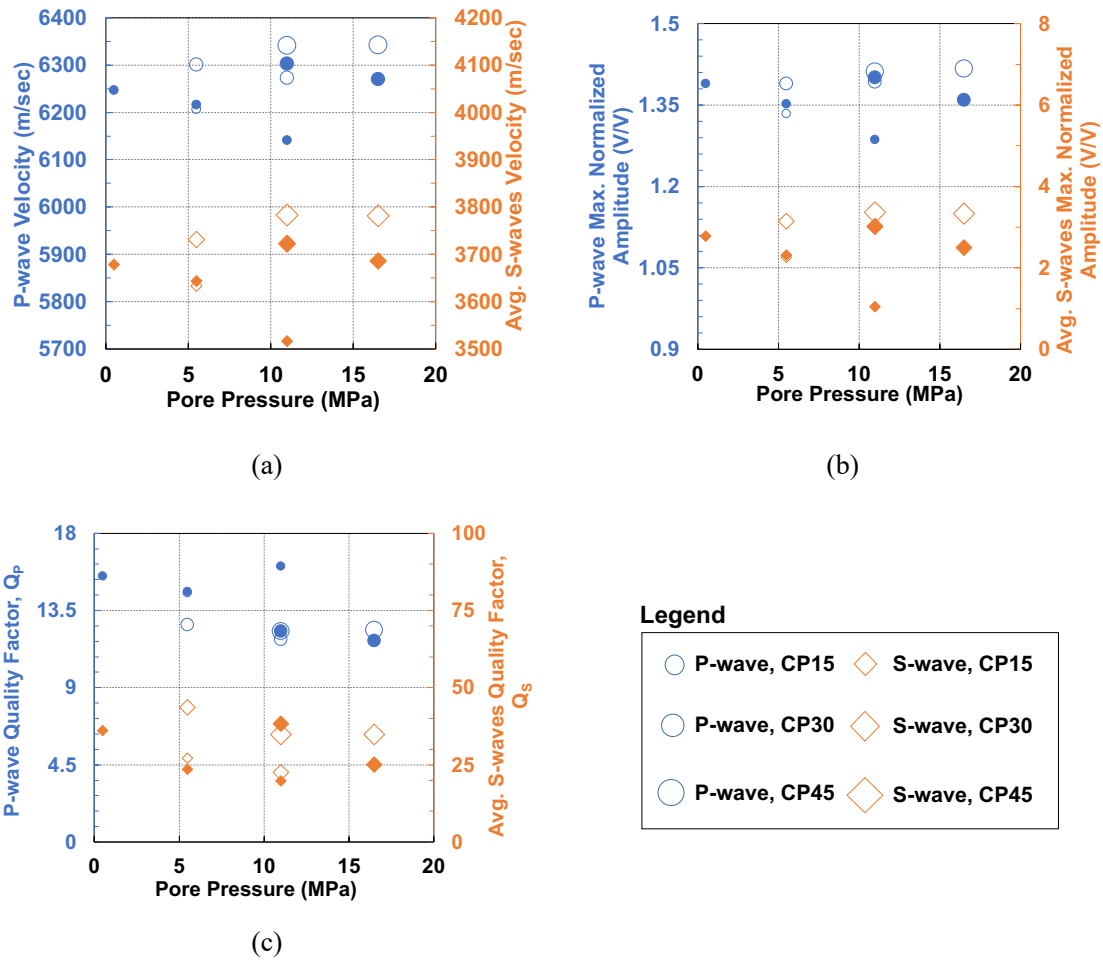 6400
6300
6200
6100
6000
5900
5800
5700
P-wave Velocity (m/sec)
4200
4100
4000
3900
3800
3700
3600
3500
Avg. S-waves Velocity (m/sec)
0 5 10 15 20
Pore Pressure (MPa)
(a)
1.5
1.35
1.2
1.05
0.9
P-wave Max. Normalized
Amplitude (V/V)
8
6
4
2
0
Avg. S-waves Max. Normalized
Amplitude (V/V)
0 5 10 15 20
Pore Pressure (MPa)
(b)
18
13.5
9
4.5
0
P-wave Quality Factor, QP
100
75
50
25
0
Avg. S-waves Quality Factor,
QS
0 5 10 15 20
Pore Pressure (MPa)
(c)
Legend
P-wave, CP15 S-wave, CP15
P-wave, CP30 S-wave, CP30
P-wave, CP45 S-wave, CP45